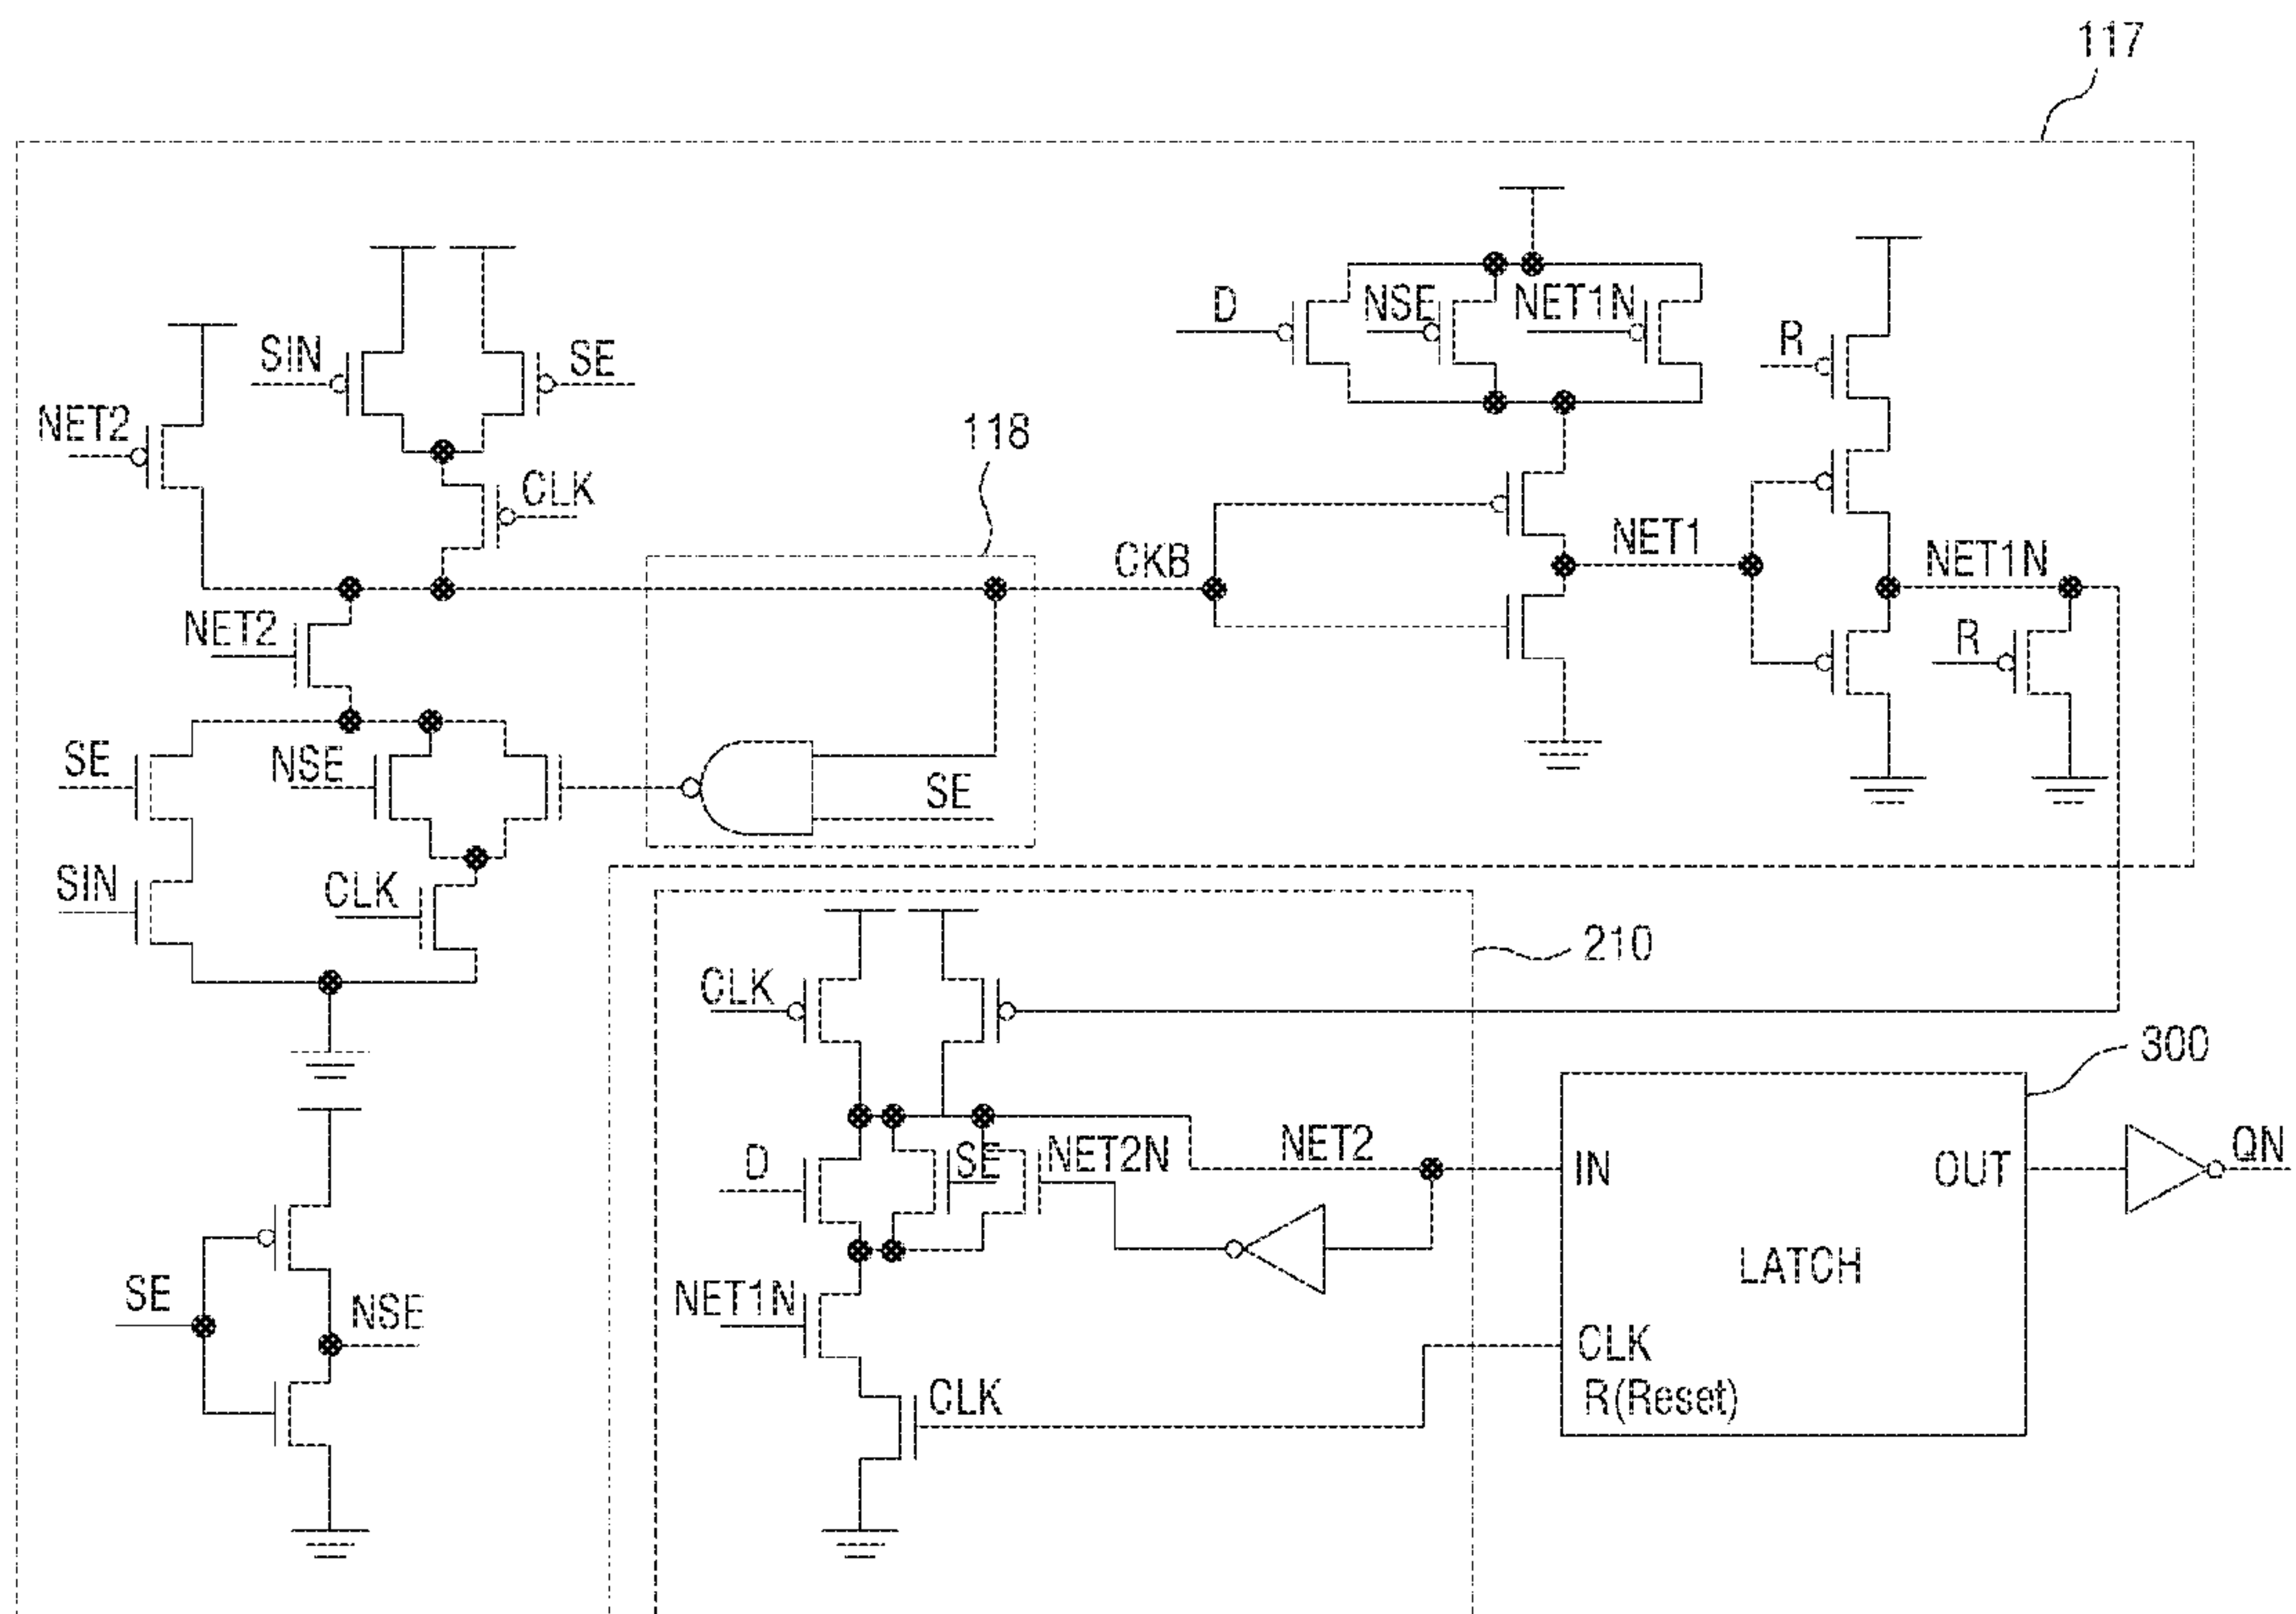 117
D
NSE
NET1N
R
SIN
SE
NET2
118
CLK
CKB
NET1
NET1N
NET2
R
SE
NSE
SE
SIN
CLK
210
CLK
300
D
SE
NET2N
NET2
IN
OUT
QN
LATCH
SE
NSE
NET1N
CLK
CLK
R(Reset)